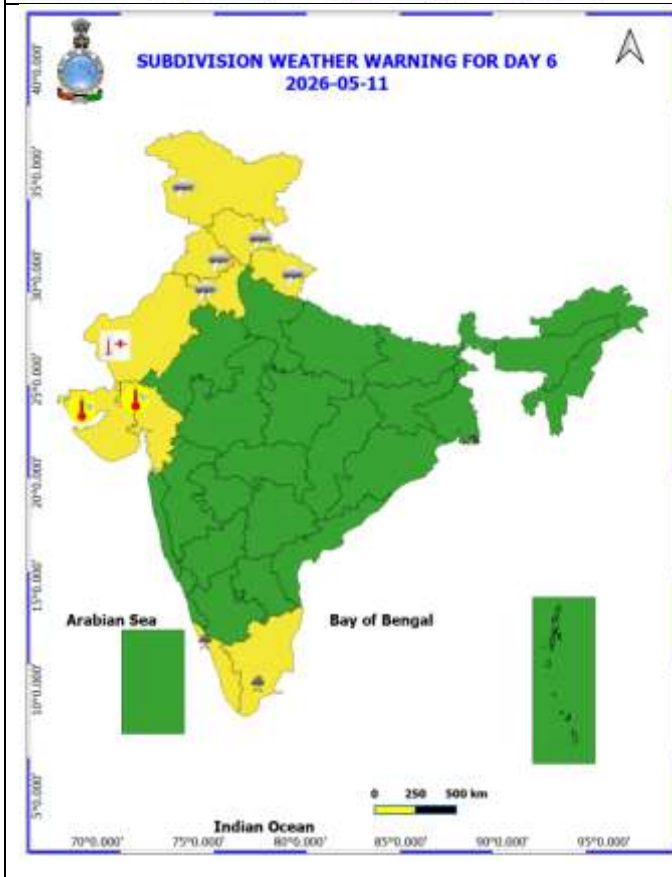 SUBDIVISION WEATHER WARNING FOR DAY 6
2026-05-11
40°0.000'
35°0.000'
30°0.000'
25°0.000'
20°0.000'
15°0.000'
10°0.000'
5°0.000'
Arabian Sea
Bay of Bengal
0 250 500 km
Indian Ocean
70°0.000' 75°0.000' 80°0.000' 85°0.000' 90°0.000' 95°0.000'